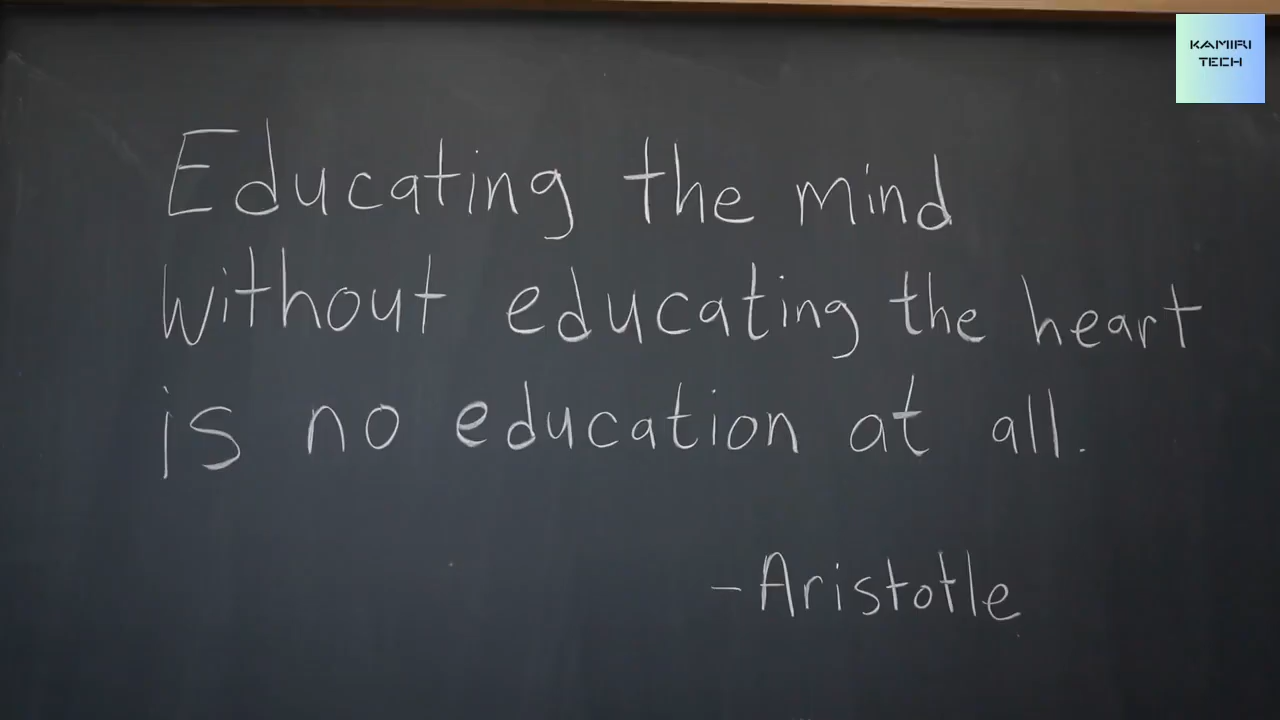 KAMIRI
TECH
Educating the mind
without educating the heart
is no education at all.
-Aristotle